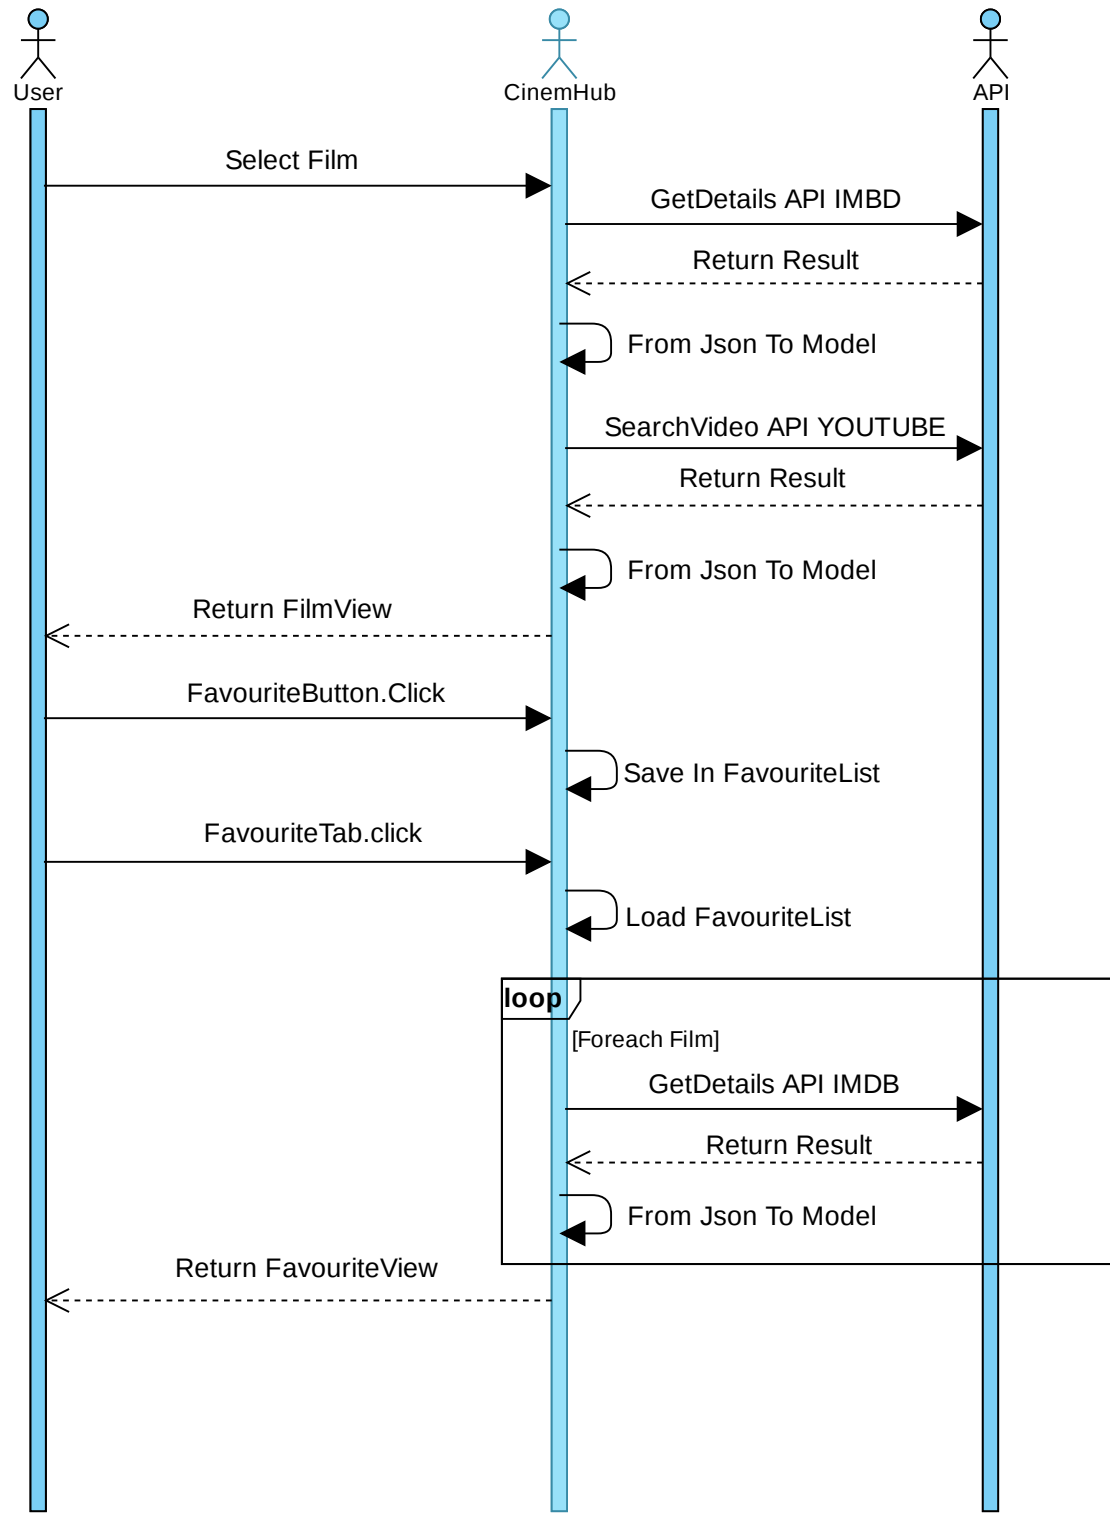 User
CinemHub
API
Select Film
GetDetails API IMBD
Return Result
From Json To Model
SearchVideo API YOUTUBE
Return Result
From Json To Model
Return FilmView
FavouriteButton.Click
Save In FavouriteList
FavouriteTab.click
Load FavouriteList
loop
[Foreach Film]
GetDetails API IMDB
Return Result
From Json To Model
Return FavouriteView